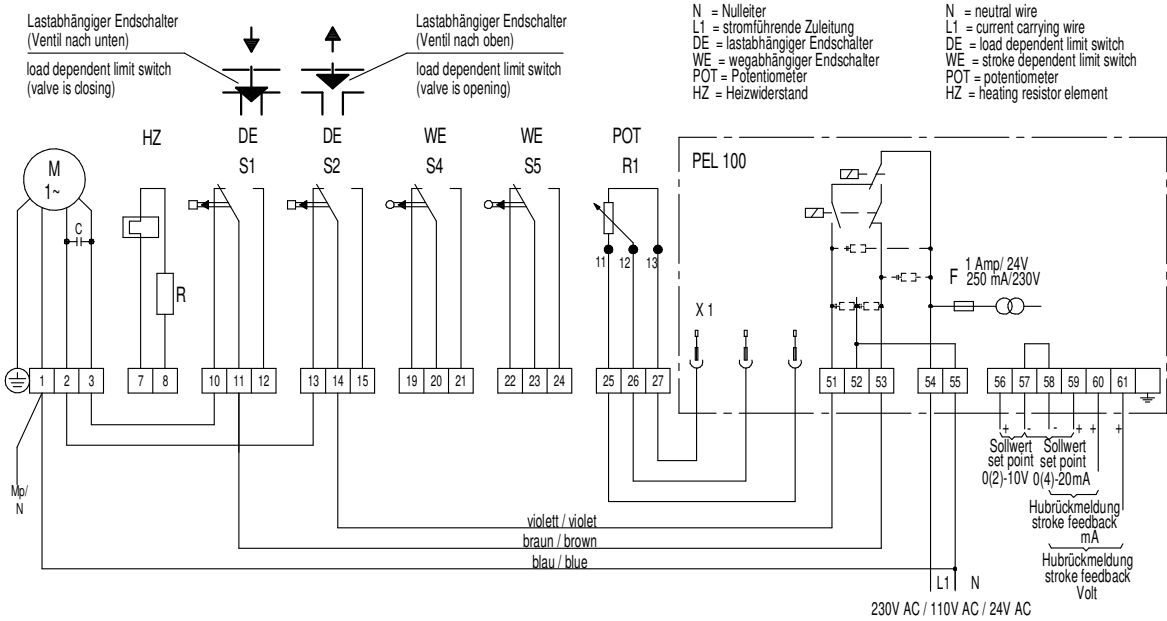 Lastabhängiger Endschalter
(Ventil nach unten)
load dependent limit switch
(valve is closing)
Lastabhängiger Endschalter
(Ventil nach oben)
load dependent limit switch
(valve is opening)
N = Nulleiter
L1 = stromführende Zuleitung
DE = lastabhängiger Endschalter
WE = wegabhängiger Endschalter
POT = Potentiometer
HZ = Heizwiderstand
N = neutral wire
L1 = current carrying wire
DE = load dependent limit switch
WE = stroke dependent limit switch
POT = potentiometer
HZ = heating resistor element
HZ DE DE WE WE POT
M
1~
S1 S2 S4 S5 R1
PEL 100
C
R
11 12 13
X 1
F
1 Amp/ 24V
250 mA/230V
1 2 3 7 8 10 11 12 13 14 15 19 20 21 22 23 24 25 26 27 51 52 53 54 55 56 57 58 59 60 61
+ - - + + +
Sollwert
set point
0(2)-10V
Sollwert
set point
0(4)-20mA
Mp/
N
Hubrückmeldung
stroke feedback
mA
Hubrückmeldung
stroke feedback
Volt
violett / violet
braun / brown
blau / blue
L1 N
230V AC / 110V AC / 24V AC